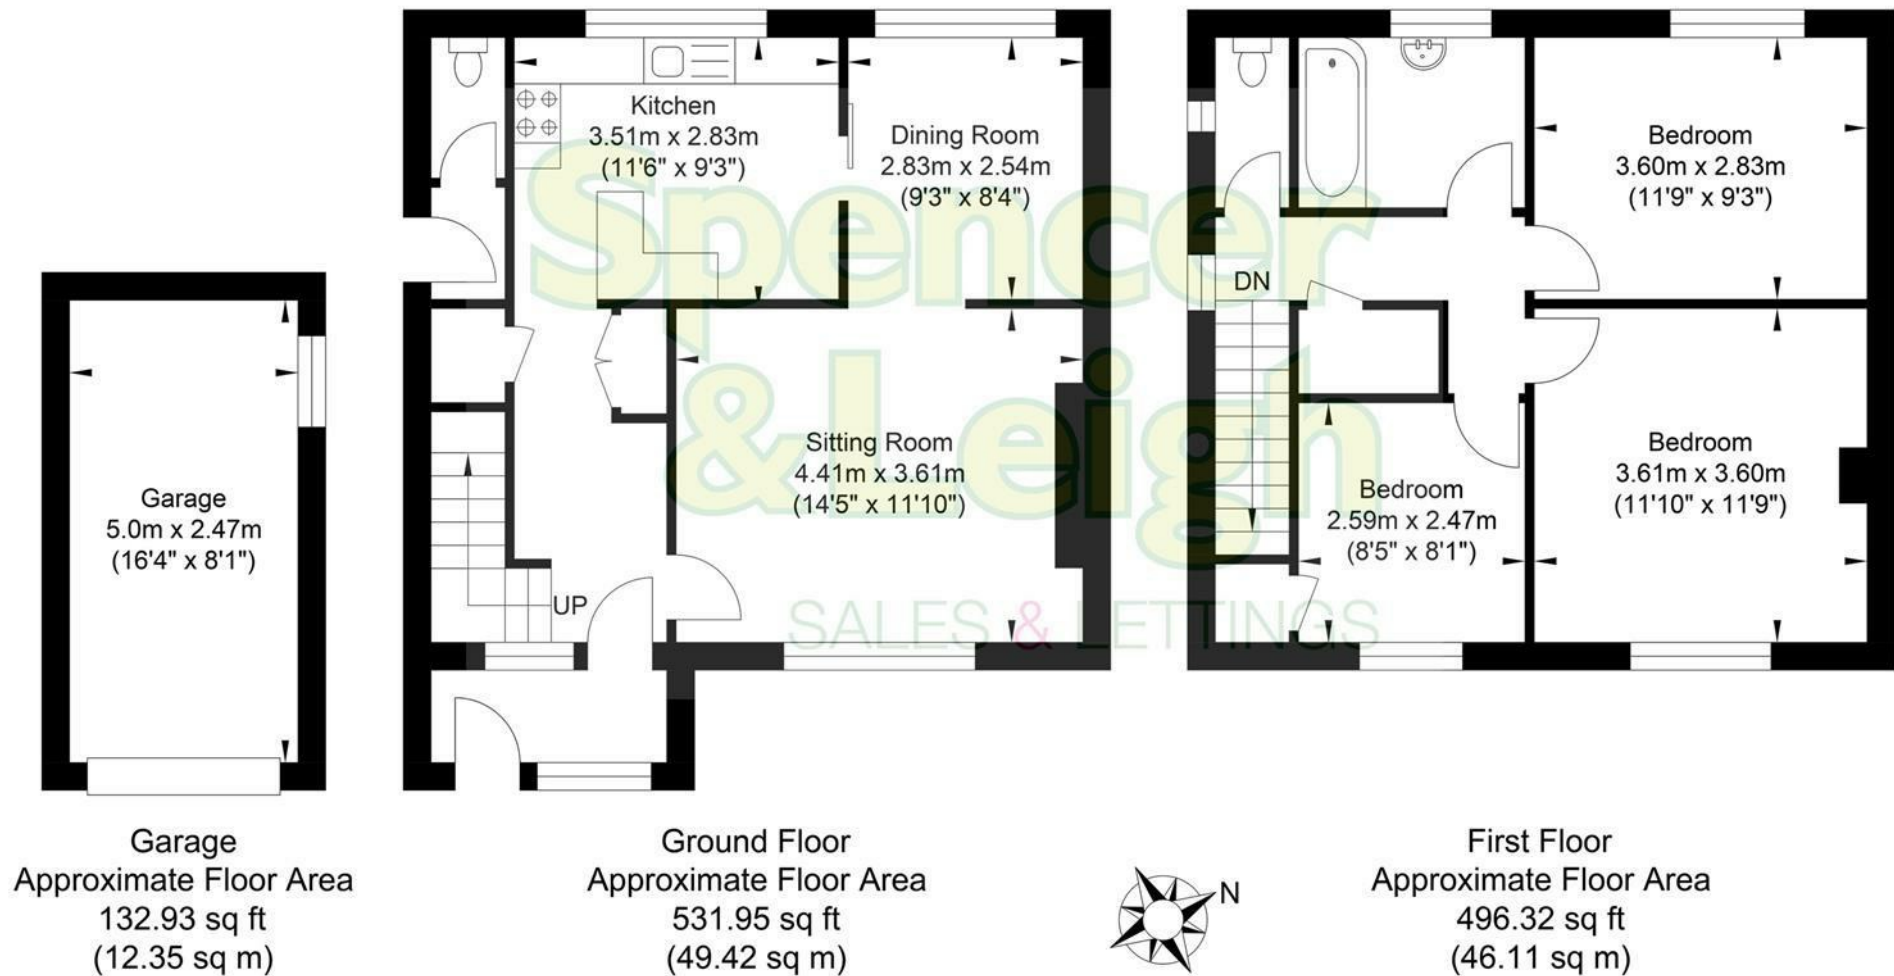 Kitchen
3.51m x 2.83m
(11'6" x 9'3")
Dining Room
2.83m x 2.54m
(9'3" x 8'4")
Sitting Room
4.41m x 3.61m
(14'5" x 11'10")
UP
Garage
5.0m x 2.47m
(16'4" x 8'1")
Bedroom
3.60m x 2.83m
(11'9" x 9'3")
DN
Bedroom
3.61m x 3.60m
(11'10" x 11'9")
Bedroom
2.59m x 2.47m
(8'5" x 8'1")
Spencer
&Leigh
SALES & LETTINGS
Garage
Approximate Floor Area
132.93 sq ft
(12.35 sq m)
Ground Floor
Approximate Floor Area
531.95 sq ft
(49.42 sq m)
N
First Floor
Approximate Floor Area
496.32 sq ft
(46.11 sq m)